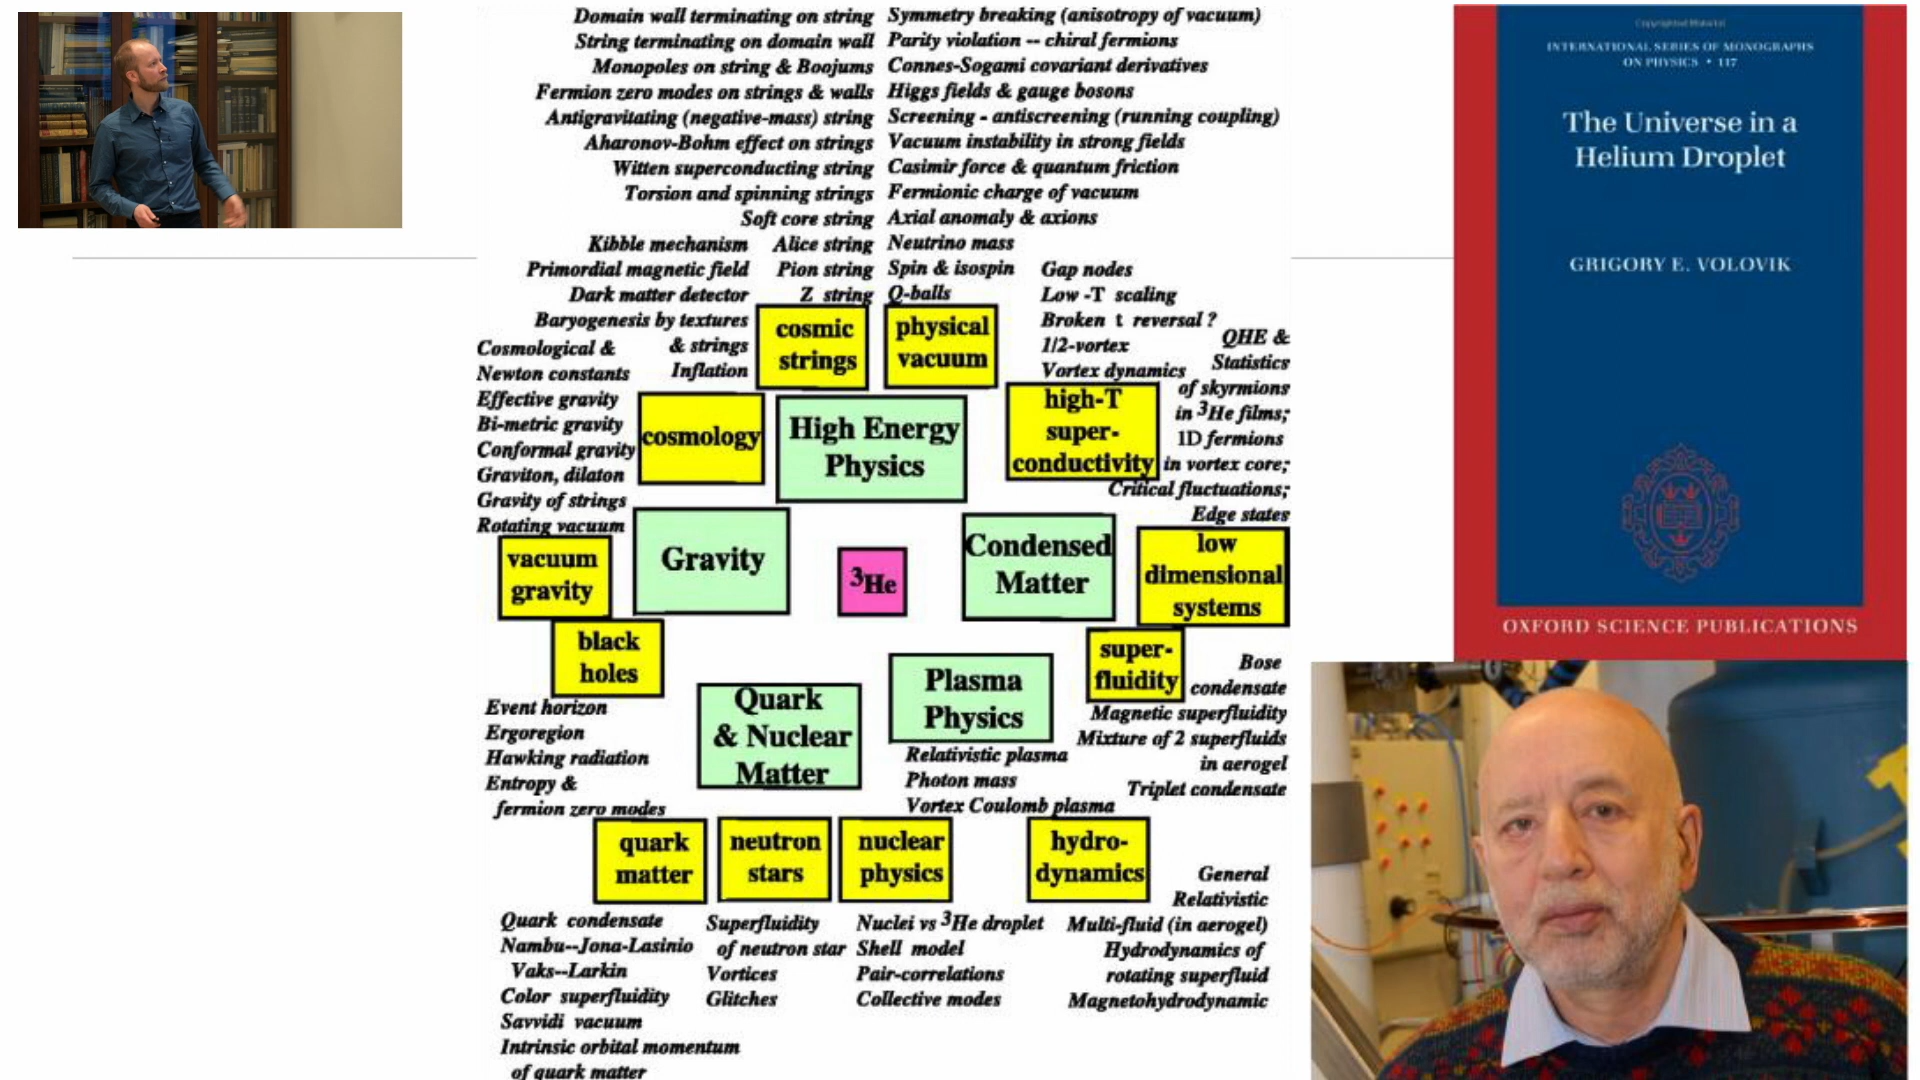 Domain wall terminating on string
String terminating on domain wall
Monopoles on string & Boojums
Fermion zero modes on strings & walls
Antigravitating (negative-mass) string
Aharonov-Bohm effect on strings
Witten superconducting string
Torsion and spinning strings
Soft core string
Alice string
Pion string
Z string
Symmetry breaking (anisotropy of vacuum)
Parity violation -- chiral fermions
Connes-Sogami covariant derivatives
Higgs fields & gauge bosons
Screening - antiscreening (running coupling)
Vacuum instability in strong fields
Casimir force & quantum friction
Fermionic charge of vacuum
Axial anomaly & axions
Neutrino mass
Spin & isospin
Q-balls
Kibble mechanism
Primordial magnetic field
Dark matter detector
Baryogenesis by textures
& strings
Inflation
Gap nodes
Low -T scaling
Broken t reversal ?
1/2-vortex
Vortex dynamics
cosmic
strings
physical
vacuum
Cosmological &
Newton constants
Effective gravity
Bi-metric gravity
Conformal gravity
Graviton, dilaton
Gravity of strings
Rotating vacuum
cosmology
High Energy
Physics
high-T
super-
conductivity
QHE &
Statistics
of skyrmions
in ³He films;
1D fermions
in vortex core;
Critical fluctuations;
Edge states
vacuum
gravity
Gravity
³He
Condensed
Matter
low
dimensional
systems
black
holes
super-
fluidity
Event horizon
Ergoregion
Hawking radiation
Entropy &
fermion zero modes
Quark
& Nuclear
Matter
Plasma
Physics
Relativistic plasma
Photon mass
Vortex Coulomb plasma
Bose
condensate
Magnetic superfluidity
Mixture of 2 superfluids
in aerogel
Triplet condensate
quark
matter
neutron
stars
nuclear
physics
hydro-
dynamics
Quark condensate
Nambu--Jona-Lasinio
Vaks--Larkin
Color superfluidity
Savvidi vacuum
Intrinsic orbital momentum
of quark matter
Superfluidity
of neutron star
Vortices
Glitches
Nuclei vs ³He droplet
Shell model
Pair-correlations
Collective modes
General
Relativistic
Multi-fluid (in aerogel)
Hydrodynamics of
rotating superfluid
Magnetohydrodynamic
Copyrighted Material
INTERNATIONAL SERIES OF MONOGRAPHS
ON PHYSICS • 117
The Universe in a
Helium Droplet
GRIGORY E. VOLOVIK
OXFORD SCIENCE PUBLICATIONS